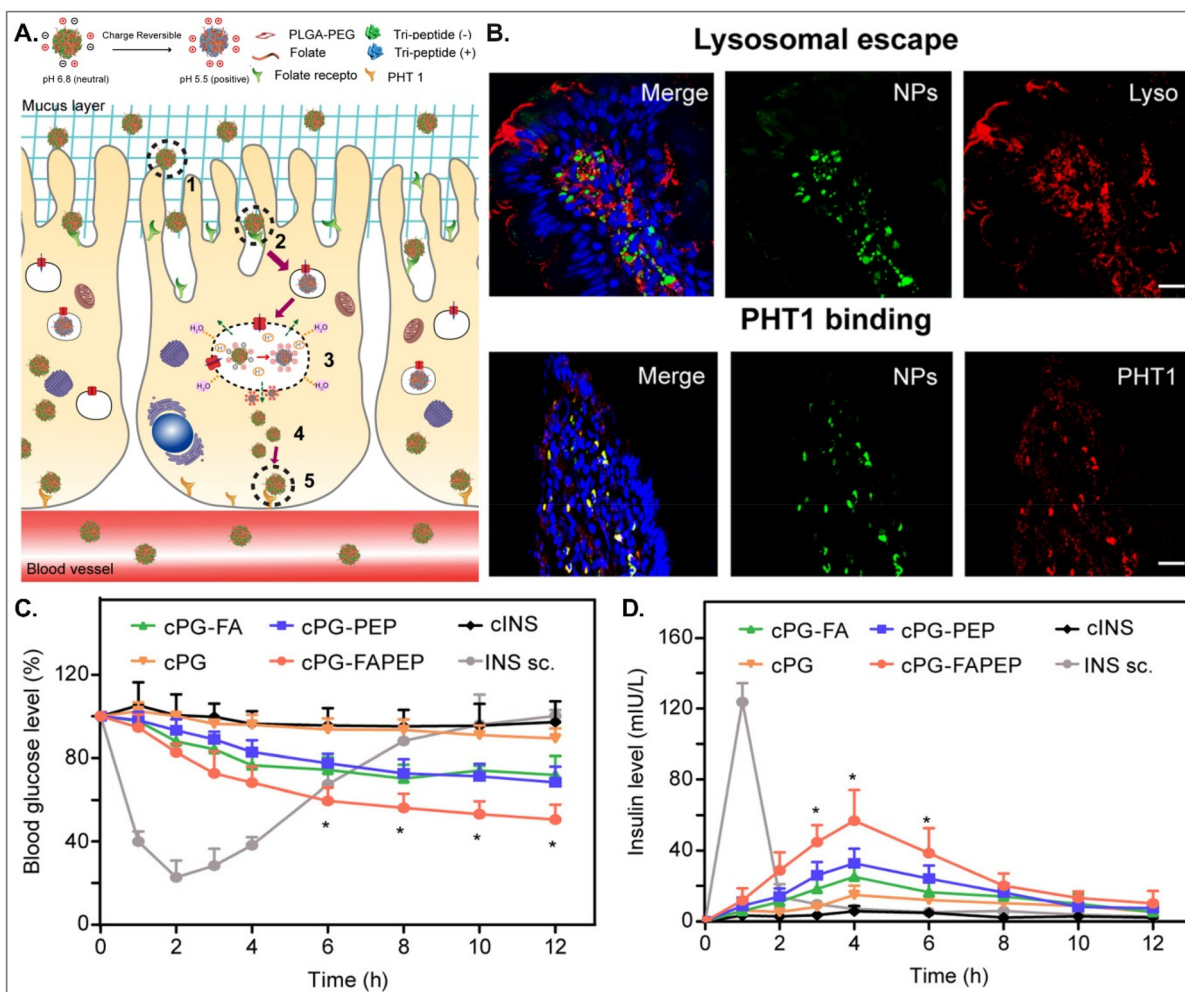 A.
Charge Reversible
pH 6.8 (neutral)
pH 5.5 (positive)
PLGA-PEG
Tri-peptide (-)
Folate
Tri-peptide (+)
Folate recepto
PHT 1
Mucus layer
1
2
H₂O
H₂O
H⁺
H⁺
H⁺
3
H₂O
H₂O
4
5
Blood vessel
B.
Lysosomal escape
Merge
NPs
Lyso
PHT1 binding
Merge
NPs
PHT1
C.
cPG-FA
cPG-PEP
cINS
cPG
cPG-FAPEP
INS sc.
Blood glucose level (%)
120
80
40
0
*
*
*
*
0 2 4 6 8 10 12
Time (h)
D.
cPG-FA
cPG-PEP
cINS
cPG
cPG-FAPEP
INS sc.
Insulin level (mIU/L)
160
120
80
40
0
*
*
*
0 2 4 6 8 10 12
Time (h)